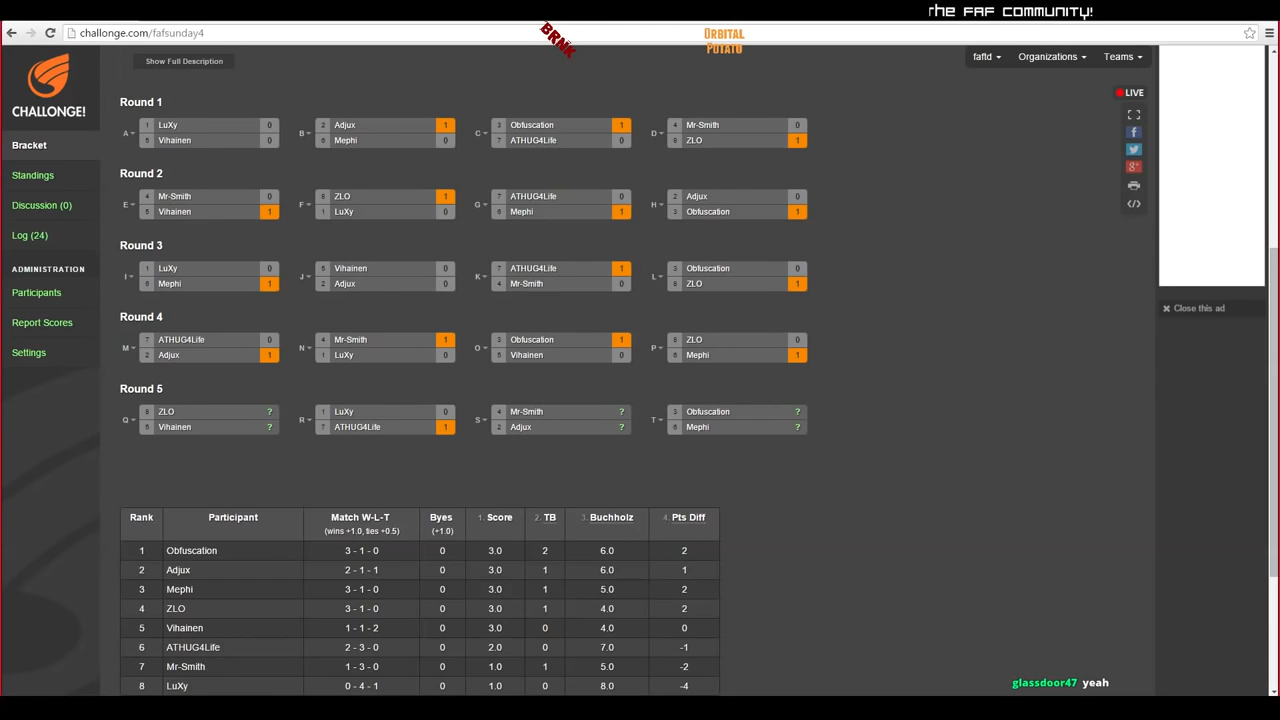 THE FAF COMMUNITY!
challonge.com/fafsunday4
BRNK
ORBITAL
POTATO
CHALLONGE!
Bracket
Standings
Discussion (0)
Log (24)
ADMINISTRATION
Participants
Report Scores
Settings
Show Full Description
fafld Organizations Teams
LIVE
Round 1
A 1 LuXy 0 B 2 Adjux 1 C 3 Obfuscation 1 D 4 Mr-Smith 0
5 Vihainen 0 6 Mephi 0 7 ATHUG4Life 0 8 ZLO 1
Round 2
E 4 Mr-Smith 0 F 8 ZLO 1 G 7 ATHUG4Life 0 H 2 Adjux 0
5 Vihainen 1 1 LuXy 0 6 Mephi 1 3 Obfuscation 1
Round 3
I 1 LuXy 0 J 5 Vihainen 0 K 7 ATHUG4Life 1 L 3 Obfuscation 0
6 Mephi 1 2 Adjux 0 4 Mr-Smith 0 8 ZLO 1
Round 4
M 7 ATHUG4Life 0 N 4 Mr-Smith 1 O 3 Obfuscation 1 P 8 ZLO 0
2 Adjux 1 1 LuXy 0 5 Vihainen 0 6 Mephi 1
Round 5
Q 8 ZLO ? R 1 LuXy 0 S 4 Mr-Smith ? T 3 Obfuscation ?
5 Vihainen ? 7 ATHUG4Life 1 2 Adjux ? 6 Mephi ?
Close this ad
Rank Participant Match W-L-T Byes 1. Score 2. TB 3. Buchholz 4. Pts Diff
(wins +1.0, ties +0.5) (+1.0)
1 Obfuscation 3 - 1 - 0 0 3.0 2 6.0 2
2 Adjux 2 - 1 - 1 0 3.0 1 6.0 1
3 Mephi 3 - 1 - 0 0 3.0 1 5.0 2
4 ZLO 3 - 1 - 0 0 3.0 1 4.0 2
5 Vihainen 1 - 1 - 2 0 3.0 0 4.0 0
6 ATHUG4Life 2 - 3 - 0 0 2.0 0 7.0 -1
7 Mr-Smith 1 - 3 - 0 0 1.0 1 5.0 -2
8 LuXy 0 - 4 - 1 0 1.0 0 8.0 -4
glassdoor47 yeah